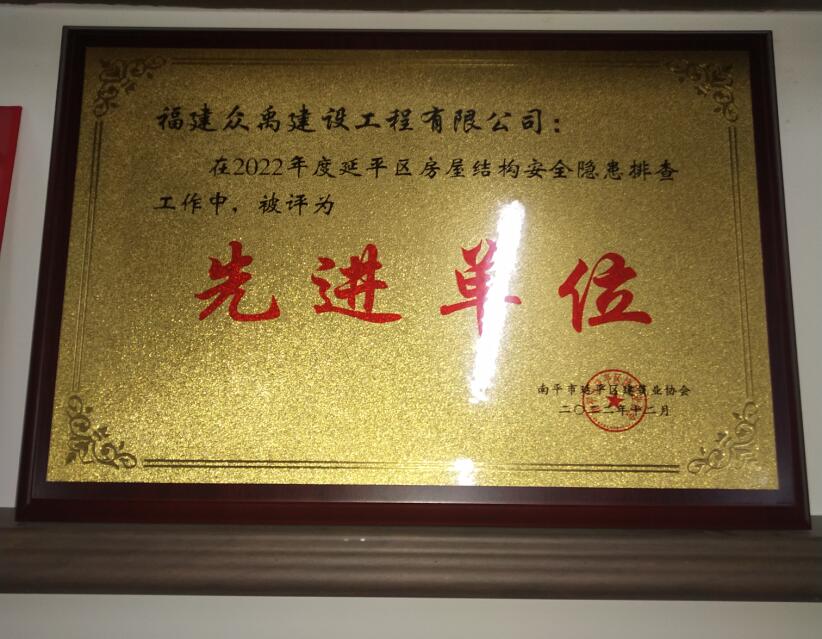 福建众禹建设工程有限公司：
在2022年度延平区房屋结构安全隐患排查
工作中，被评为
先进单位
南平市延平区建筑业协会
二〇二二年十二月